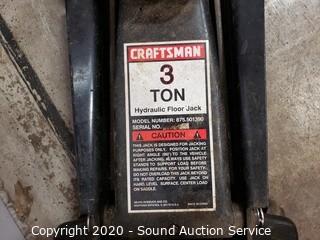 CRAFTSMAN
3
TON
Hydraulic Floor Jack
MODEL NUMBER: 875.501390
SERIAL NO.
CAUTION
THIS JACK IS DESIGNED FOR JACKING
PURPOSES ONLY. POSITION JACK AT
RIGHT ANGLE (90°) TO THE VEHICLE
AFTER JACKING, ALWAYS USE SAFETY
STANDS TO SUPPORT LOAD BEFORE
MAKING REPAIRS. FOR YOUR SAFETY,
DO NOT OVERLOAD THIS JACK BEYOND
IT'S RATED CAPACITY. USE JACK ON
HARD LEVEL SURFACE. CENTER LOAD
ON SADDLE.
Copyright 2020 - Sound Auction Service